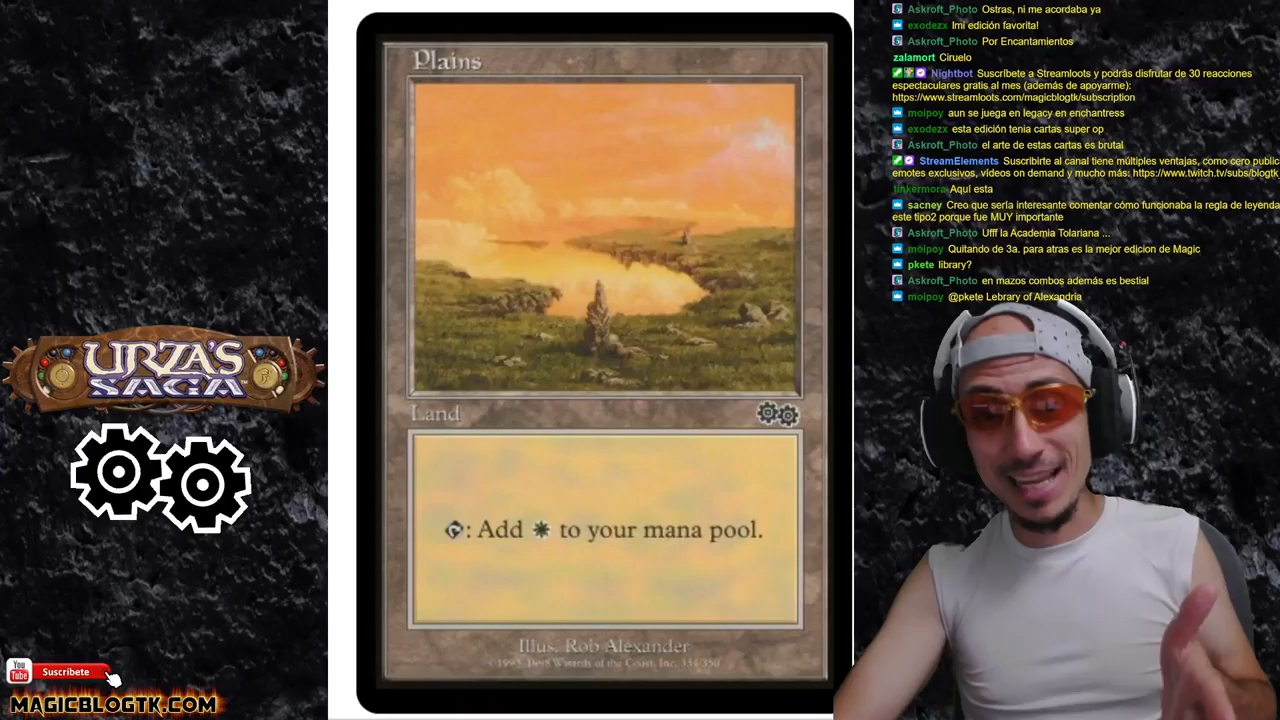 Plains
Land
: Add to your mana pool.
Illus. Rob Alexander
URZA'S
SAGA
You
Tube
Suscríbete
MAGICBLOGTK.COM
Askroft_Photo Ostras, ni me acordaba ya
exodezx !mi edición favorita!
Askroft_Photo Por Encantamientos
zalamort Ciruelo
Nightbot Suscríbete a Streamloots y podrás disfrutar de 30 reacciones
espectaculares gratis al mes (además de apoyarme):
https://www.streamloots.com/magicblogtk/subscription
moipoy aun se juega en legacy en enchantress
exodezx esta edición tenia cartas super op
Askroft_Photo el arte de estas cartas es brutal
StreamElements Suscribirte al canal tiene múltiples ventajas, como cero public
emotes exclusivos, vídeos on demand y mucho más: https://www.twitch.tv/subs/blogtk
tinkermora Aquí esta
sacney Creo que sería interesante comentar cómo funcionaba la regla de leyenda
este tipo2 porque fue MUY importante
Askroft_Photo Ufff la Academia Tolariana ...
moipoy Quitando de 3a. para atras es la mejor edicion de Magic
pkete library?
Askroft_Photo en mazos combos además es bestial
moipoy @pkete Lebrary of Alexandria